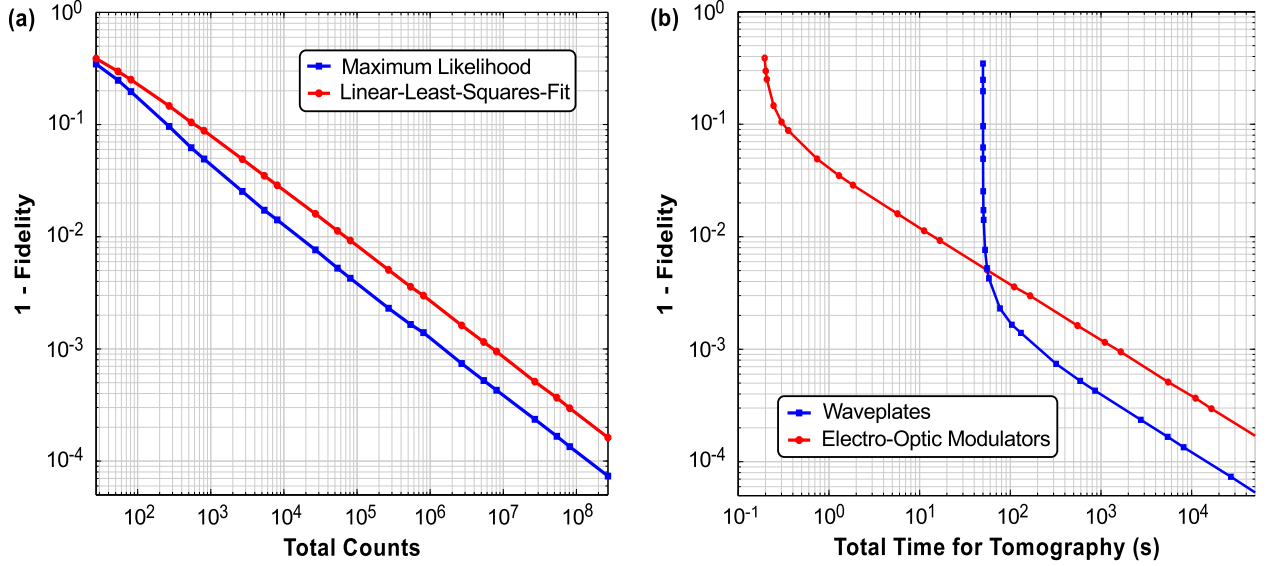 (a)
1 - Fidelity
10^0
10^-1
10^-2
10^-3
10^-4
Maximum Likelihood
Linear-Least-Squares-Fit
10^2 10^3 10^4 10^5 10^6 10^7 10^8
Total Counts
(b)
1 - Fidelity
10^0
10^-1
10^-2
10^-3
10^-4
Waveplates
Electro-Optic Modulators
10^-1 10^0 10^1 10^2 10^3 10^4
Total Time for Tomography (s)